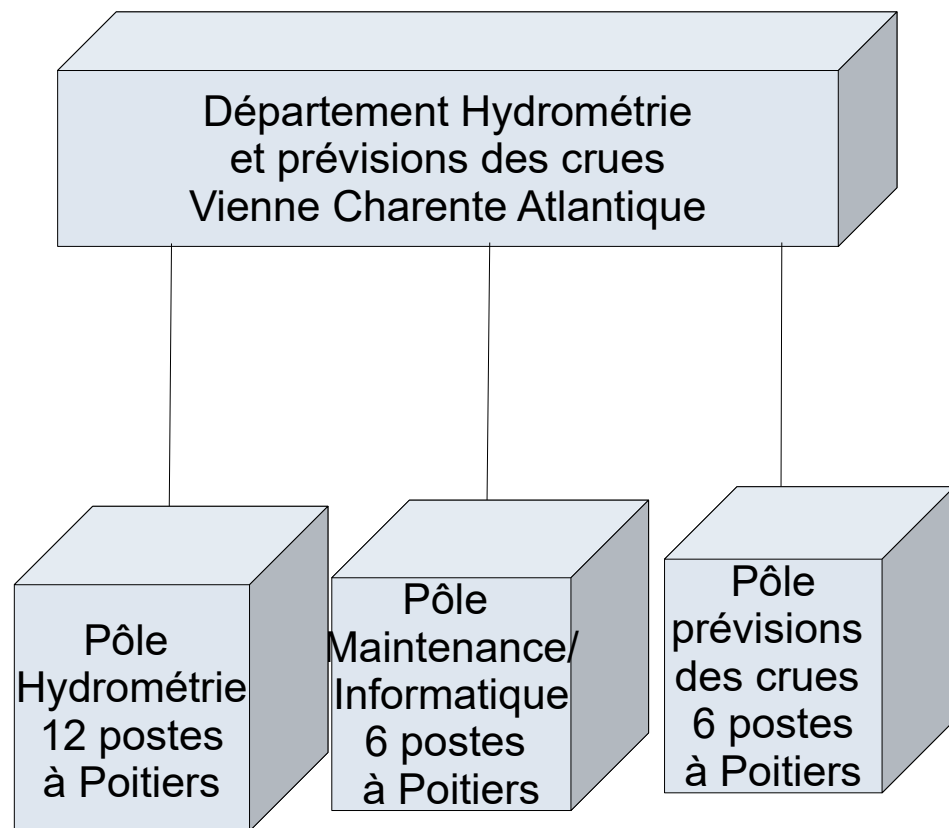 Département Hydrométrie
et prévisions des crues
Vienne Charente Atlantique
Pôle
Hydrométrie
12 postes
à Poitiers
Pôle
Maintenance/
Informatique
6 postes
à Poitiers
Pôle
prévisions
des crues
6 postes
à Poitiers